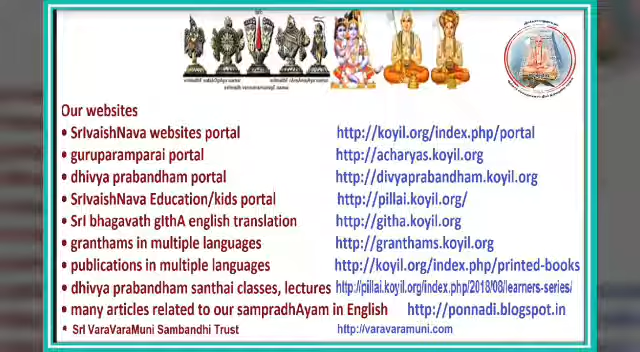 Our websites
• SrIvaishNava websites portal http://koyil.org/index.php/portal
• guruparamparai portal http://acharyas.koyil.org
• dhivya prabandham portal http://divyaprabandham.koyil.org
• SrIvaishNava Education/kids portal http://pillai.koyil.org/
• SrI bhagavath gIthA english translation http://githa.koyil.org
• granthams in multiple languages http://granthams.koyil.org
• publications in multiple languages http://koyil.org/index.php/printed-books
• dhivya prabandham santhai classes, lectures http://pillai.koyil.org/index.php/2018/08/learners-series/
• many articles related to our sampradhAyam in English http://ponnadi.blogspot.in
• SrI VaraVaraMuni Sambandhi Trust http://varavaramuni.com